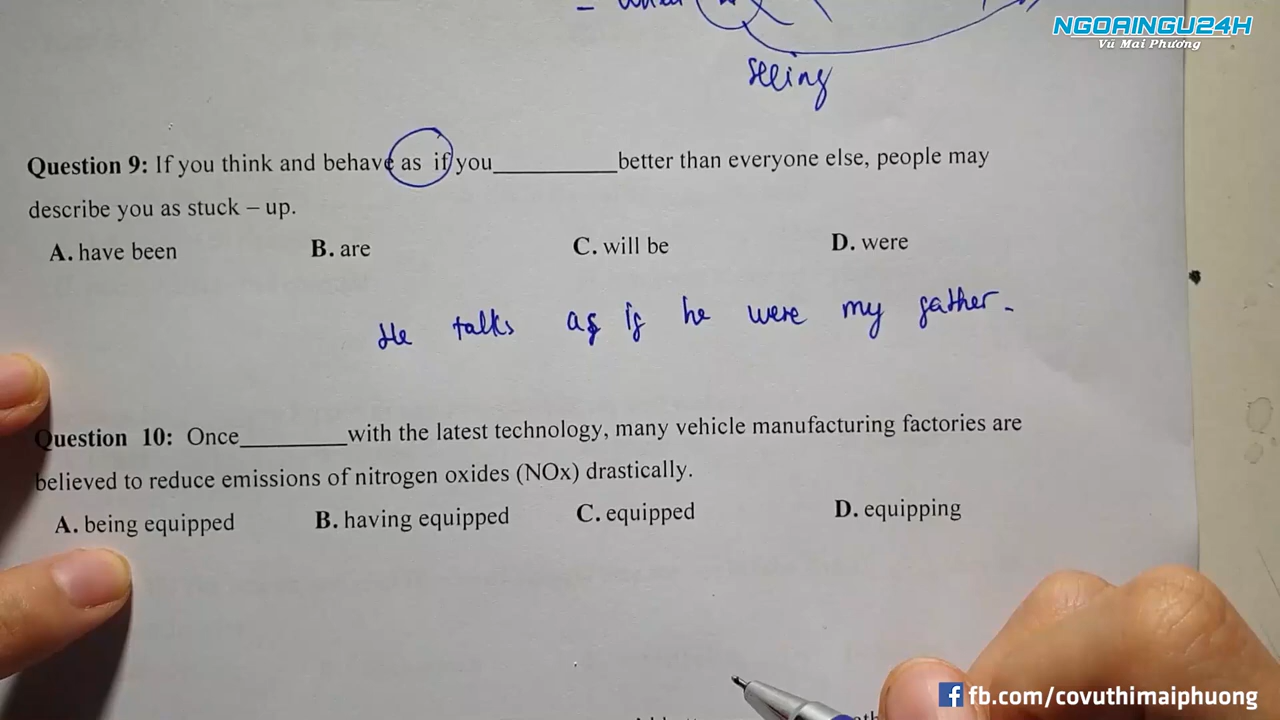 NGOAINGU24H
Vũ Mai Phương
seeing
Question 9: If you think and behave as if you__________better than everyone else, people may
describe you as stuck – up.
A. have been B. are C. will be D. were
He talks as if he were my father.
Question 10: Once_________with the latest technology, many vehicle manufacturing factories are
believed to reduce emissions of nitrogen oxides (NOx) drastically.
A. being equipped B. having equipped C. equipped D. equipping
fb.com/covuthimaiphuong